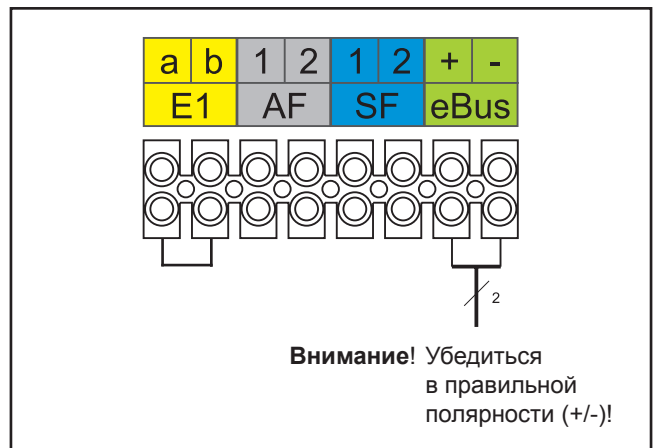 a b 1 2 1 2 + -
E1 AF SF eBus
2
Внимание! Убедиться
в правильной
полярности (+/-)!